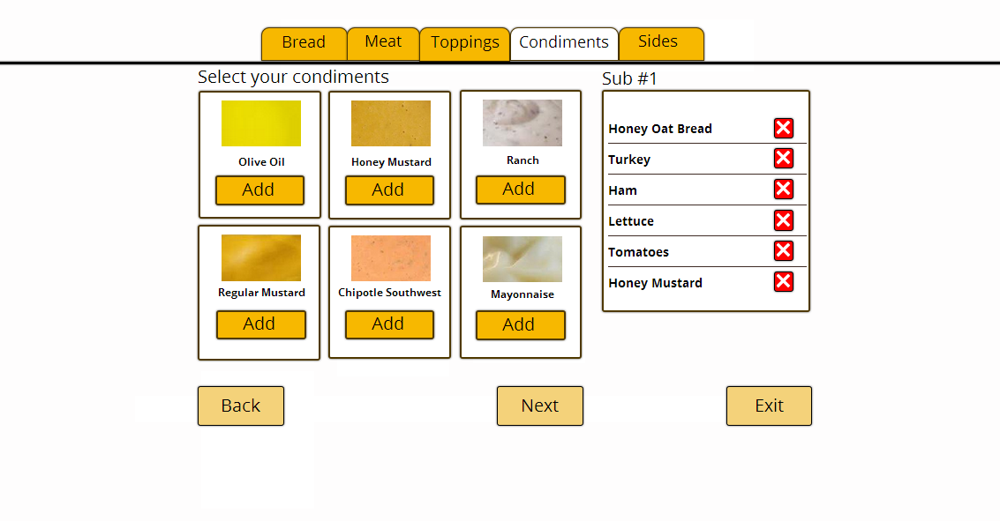 Bread Meat Toppings Condiments Sides
Select your condiments
Olive Oil Honey Mustard Ranch
Add Add Add
Regular Mustard Chipotle Southwest Mayonnaise
Add Add Add
Sub #1
Honey Oat Bread
Turkey
Ham
Lettuce
Tomatoes
Honey Mustard
Back Next Exit